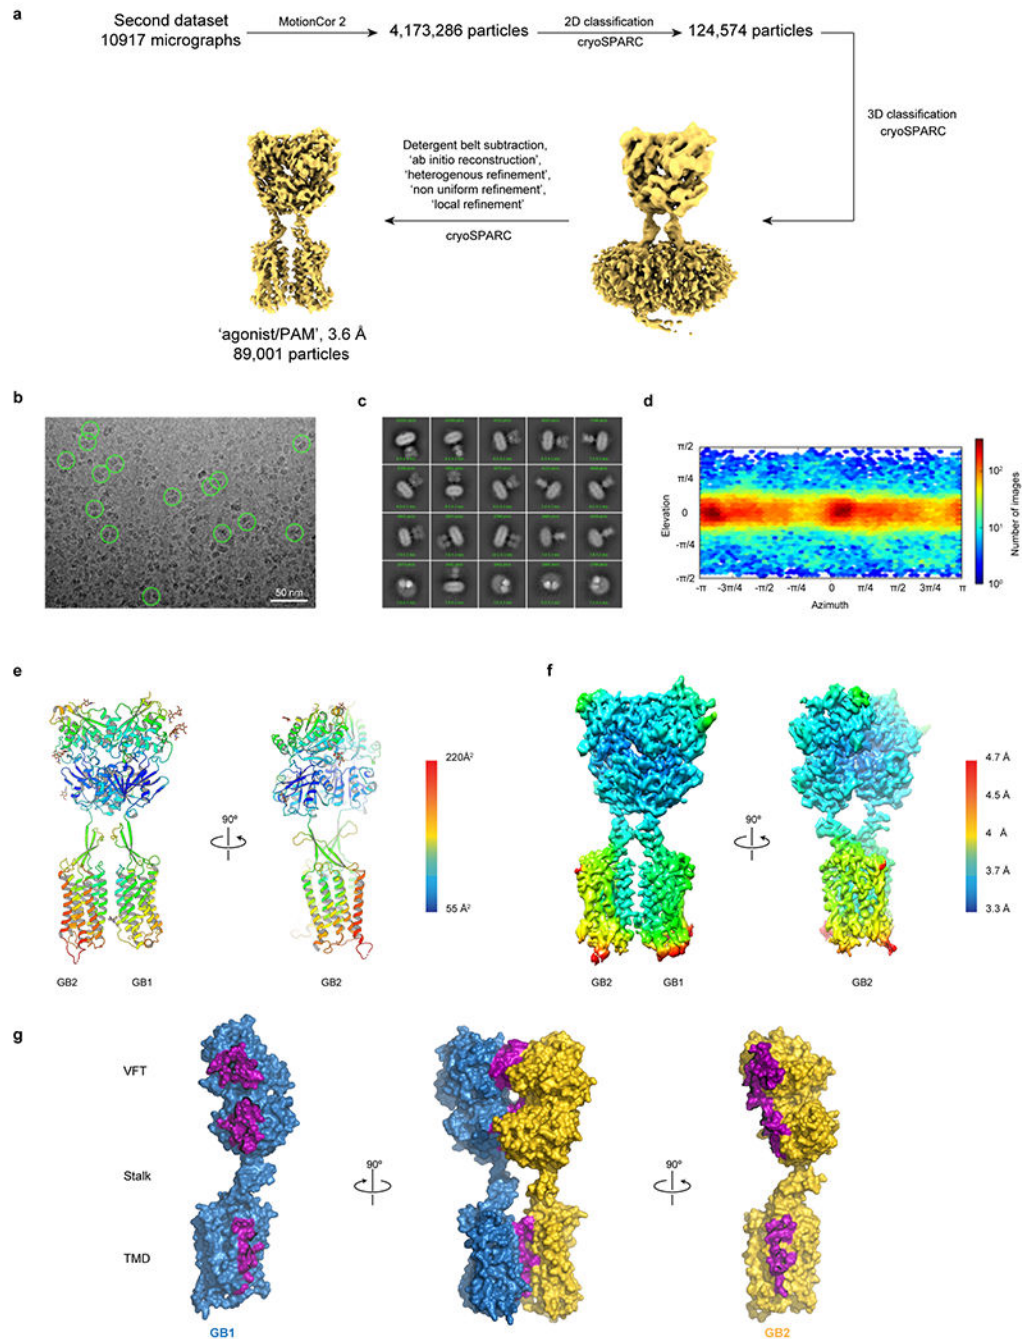 a
Second dataset
10917 micrographs
MotionCor 2
4,173,286 particles
2D classification
cryoSPARC
124,574 particles
3D classification
cryoSPARC
Detergent belt subtraction,
'ab initio reconstruction',
'heterogenous refinement',
'non uniform refinement',
'local refinement'
cryoSPARC
'agonist/PAM', 3.6 Å
89,001 particles
b
50 nm
c
d
π/2
π/4
0
-π/4
-π/2
Elevation
-π
-3π/4
-π/2
-π/4
0
π/4
π/2
3π/4
π
Azimuth
10²
10¹
10⁰
Number of images
e
90º
220Å²
55 Å²
GB2
GB1
GB2
f
90º
4.7 Å
4.5 Å
4 Å
3.7 Å
3.3 Å
GB2
GB1
GB2
g
VFT
Stalk
TMD
90º
90º
GB1
GB2